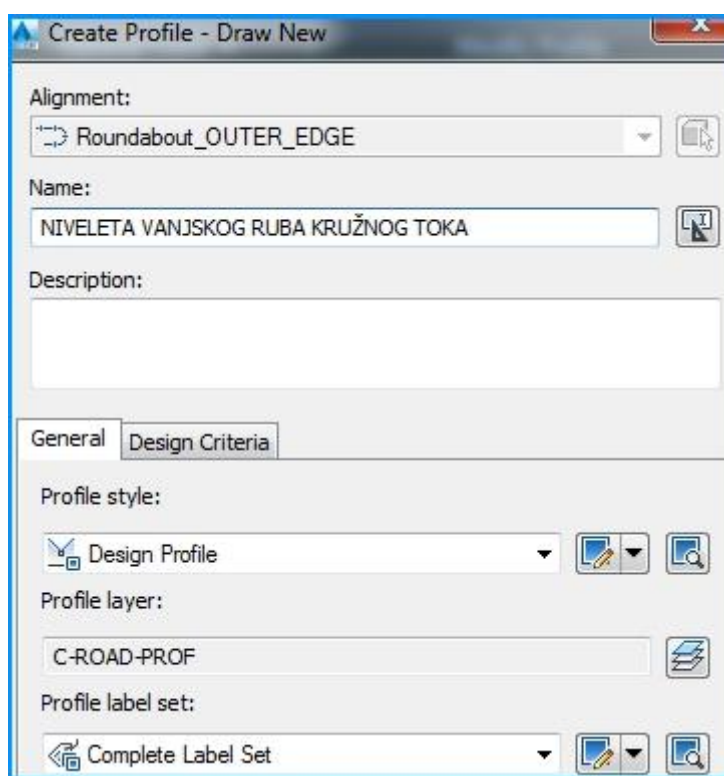 Create Profile - Draw New
Alignment:
Roundabout_OUTER_EDGE
Name:
NIVELETA VANJSKOG RUBA KRUŽNOG TOKA
Description:
General Design Criteria
Profile style:
Design Profile
Profile layer:
C-ROAD-PROF
Profile label set:
Complete Label Set